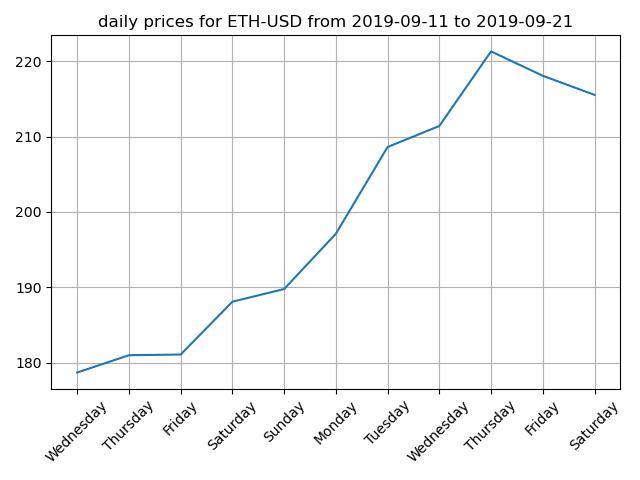 daily prices for ETH-USD from 2019-09-11 to 2019-09-21
220
210
200
190
180
Wednesday
Thursday
Friday
Saturday
Sunday
Monday
Tuesday
Wednesday
Thursday
Friday
Saturday